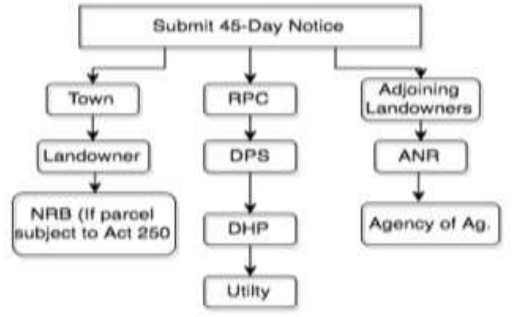 Submit 45-Day Notice
Town
RPC
Adjoining
Landowners
Landowner
DPS
ANR
NRB (If parcel
subject to Act 250
DHP
Agency of Ag.
Utilty